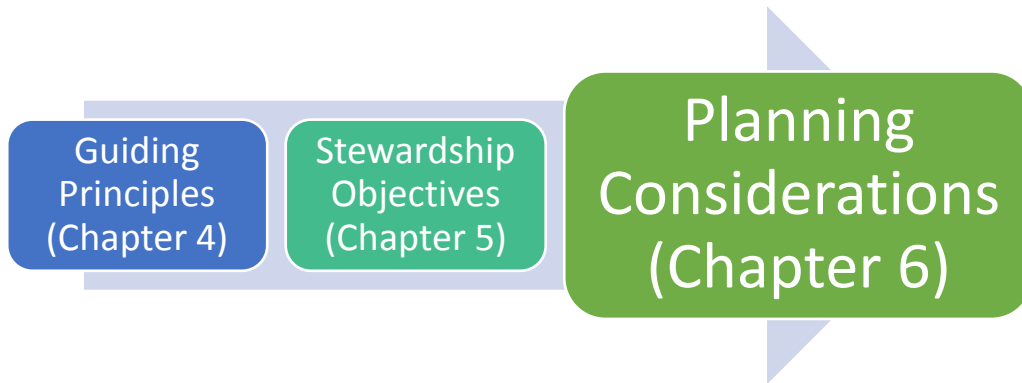 Guiding
Principles
(Chapter 4)
Stewardship
Objectives
(Chapter 5)
Planning
Considerations
(Chapter 6)